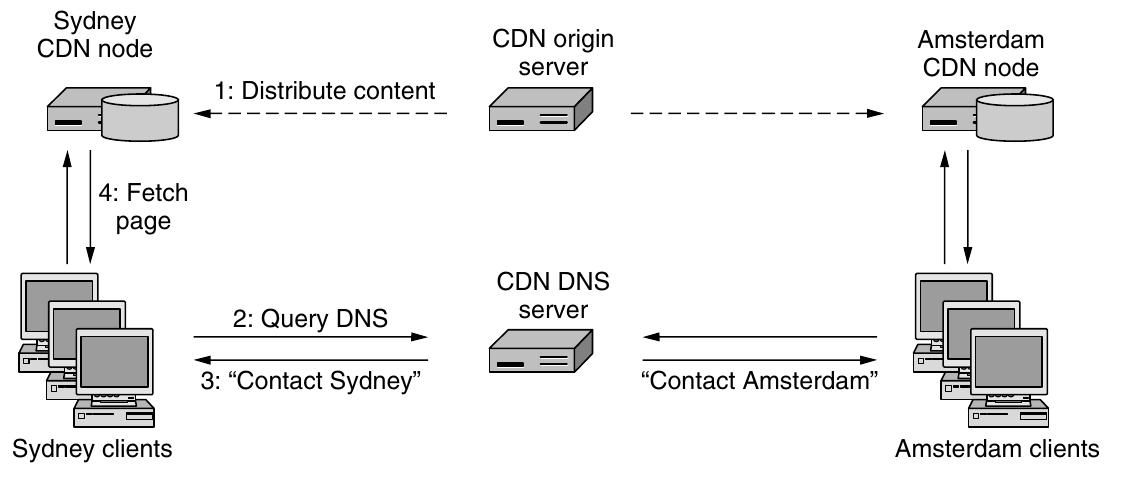 Sydney
CDN node
CDN origin
server
Amsterdam
CDN node
1: Distribute content
4: Fetch
page
CDN DNS
server
2: Query DNS
3: “Contact Sydney”
“Contact Amsterdam”
Sydney clients
Amsterdam clients